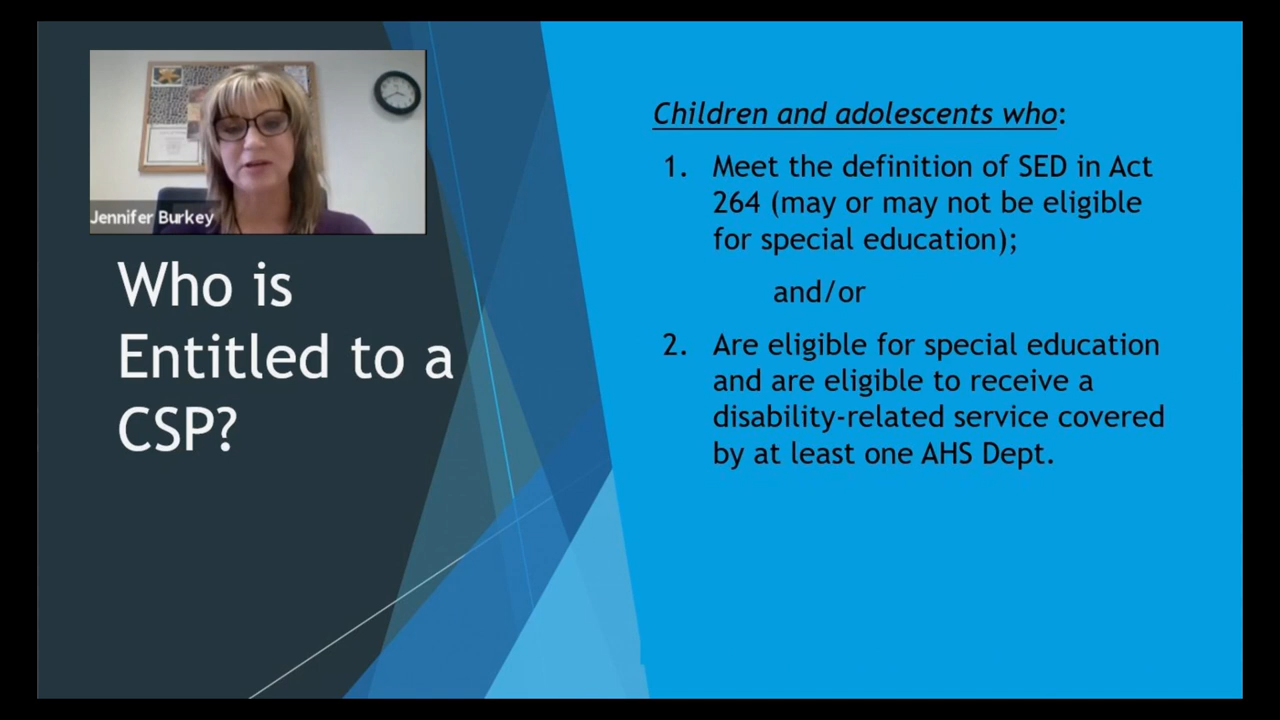 Jennifer Burkey
Who is
Entitled to a
CSP?
Children and adolescents who:
1. Meet the definition of SED in Act
264 (may or may not be eligible
for special education);
and/or
2. Are eligible for special education
and are eligible to receive a
disability-related service covered
by at least one AHS Dept.